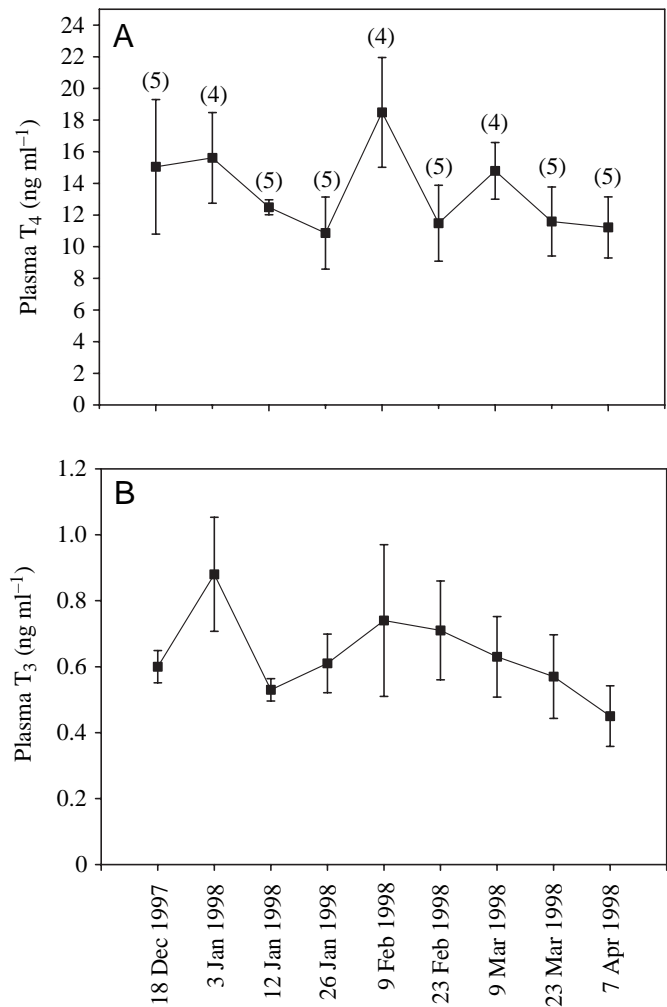 A
24
22
20
18
16
14
12
10
8
6
4
2
0
Plasma T₄ (ng ml⁻¹)
(5)
(4)
(5)
(5)
(4)
(5)
(4)
(5)
(5)
B
1.2
1.0
0.8
0.6
0.4
0.2
0
Plasma T₃ (ng ml⁻¹)
18 Dec 1997
3 Jan 1998
12 Jan 1998
26 Jan 1998
9 Feb 1998
23 Feb 1998
9 Mar 1998
23 Mar 1998
7 Apr 1998